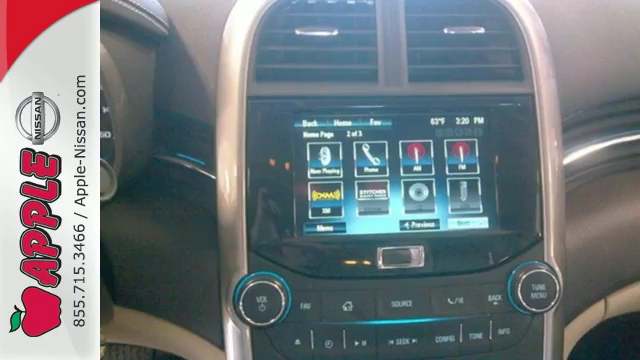 NISSAN
APPLE
855.715.3466 / Apple-Nissan.com
Back Home Fav 63°F 3:20 PM
Home Page 2 of 3
Now Playing Phone AM FM
XM
Menu Previous
VOL FAV SOURCE BACK TUNE MENU
SEEK CONFIG TONE INFO
60